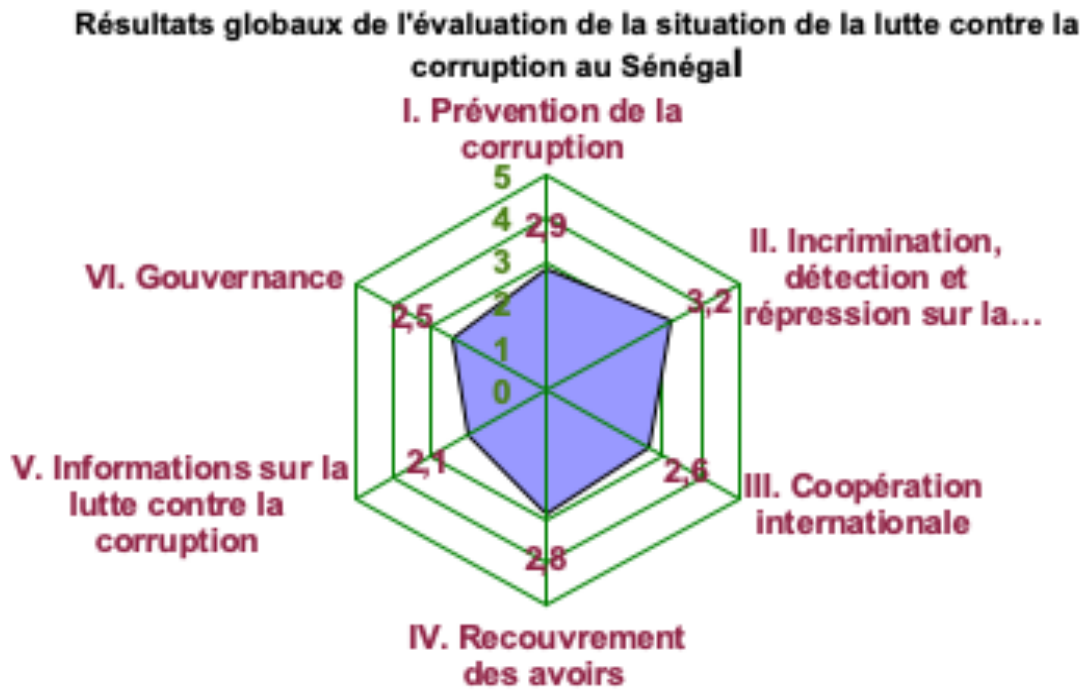 Résultats globaux de l'évaluation de la situation de la lutte contre la
corruption au Sénégal
I. Prévention de la
corruption
5
4
2,9
3
2
1
0
II. Incrimination,
détection et
répression sur la...
3,2
VI. Gouvernance
2,5
V. Informations sur la
lutte contre la
corruption
2,1
2,6
III. Coopération
internationale
2,8
IV. Recouvrement
des avoirs